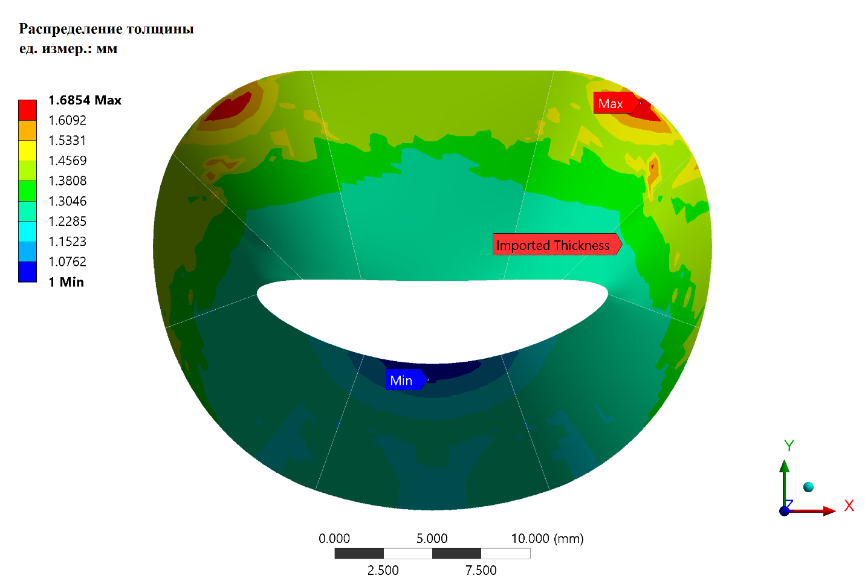 Распределение толщины
ед. измер.: мм
1.6854 Max
1.6092
1.5331
1.4569
1.3808
1.3046
1.2285
1.1523
1.0762
1 Min
Max
Imported Thickness
Min
Y
Z
X
0.000 5.000 10.000 (mm)
2.500 7.500